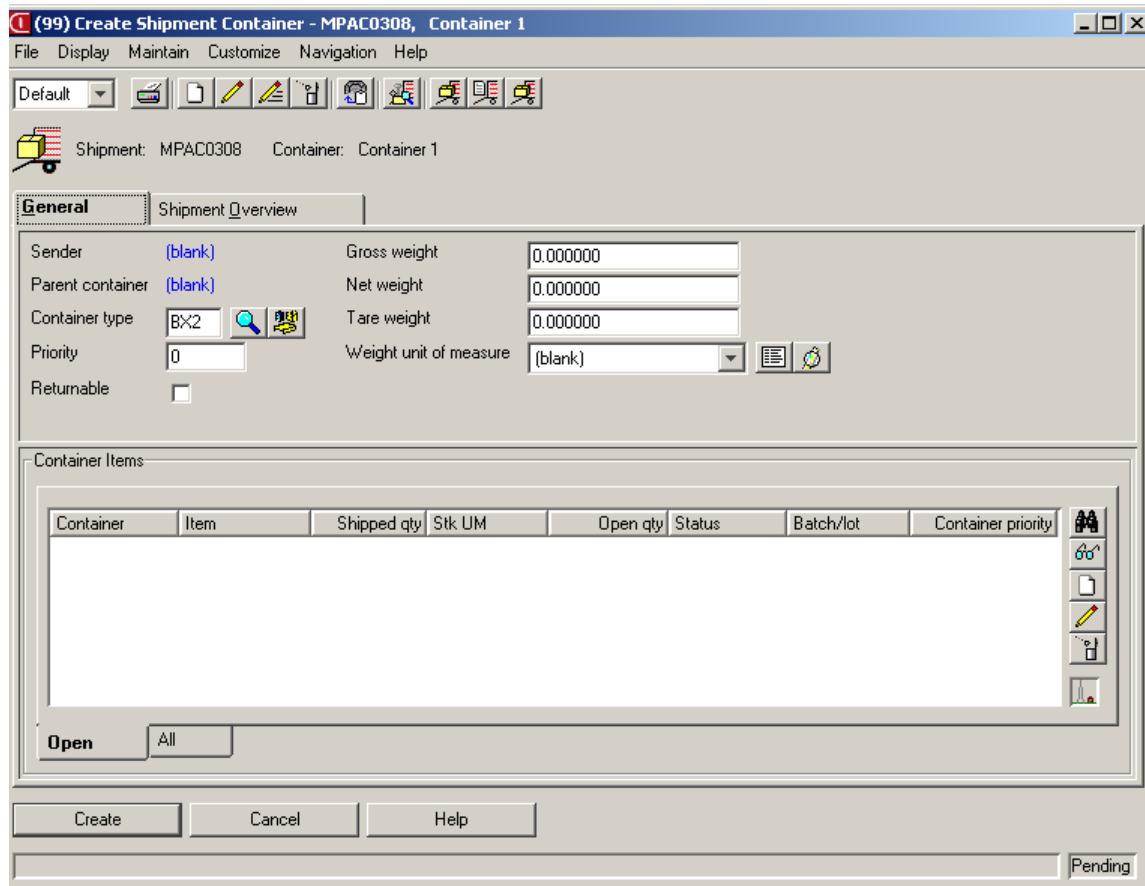 (99) Create Shipment Container - MPAC0308, Container 1
File Display Maintain Customize Navigation Help
Default
Shipment: MPAC0308 Container: Container 1
General Shipment Overview
Sender (blank) Gross weight 0.000000
Parent container (blank) Net weight 0.000000
Container type BX2 Tare weight 0.000000
Priority 0 Weight unit of measure (blank)
Returnable
Container Items
Container Item Shipped qty Stk UM Open qty Status Batch/lot Container priority
Open All
Create Cancel Help
Pending